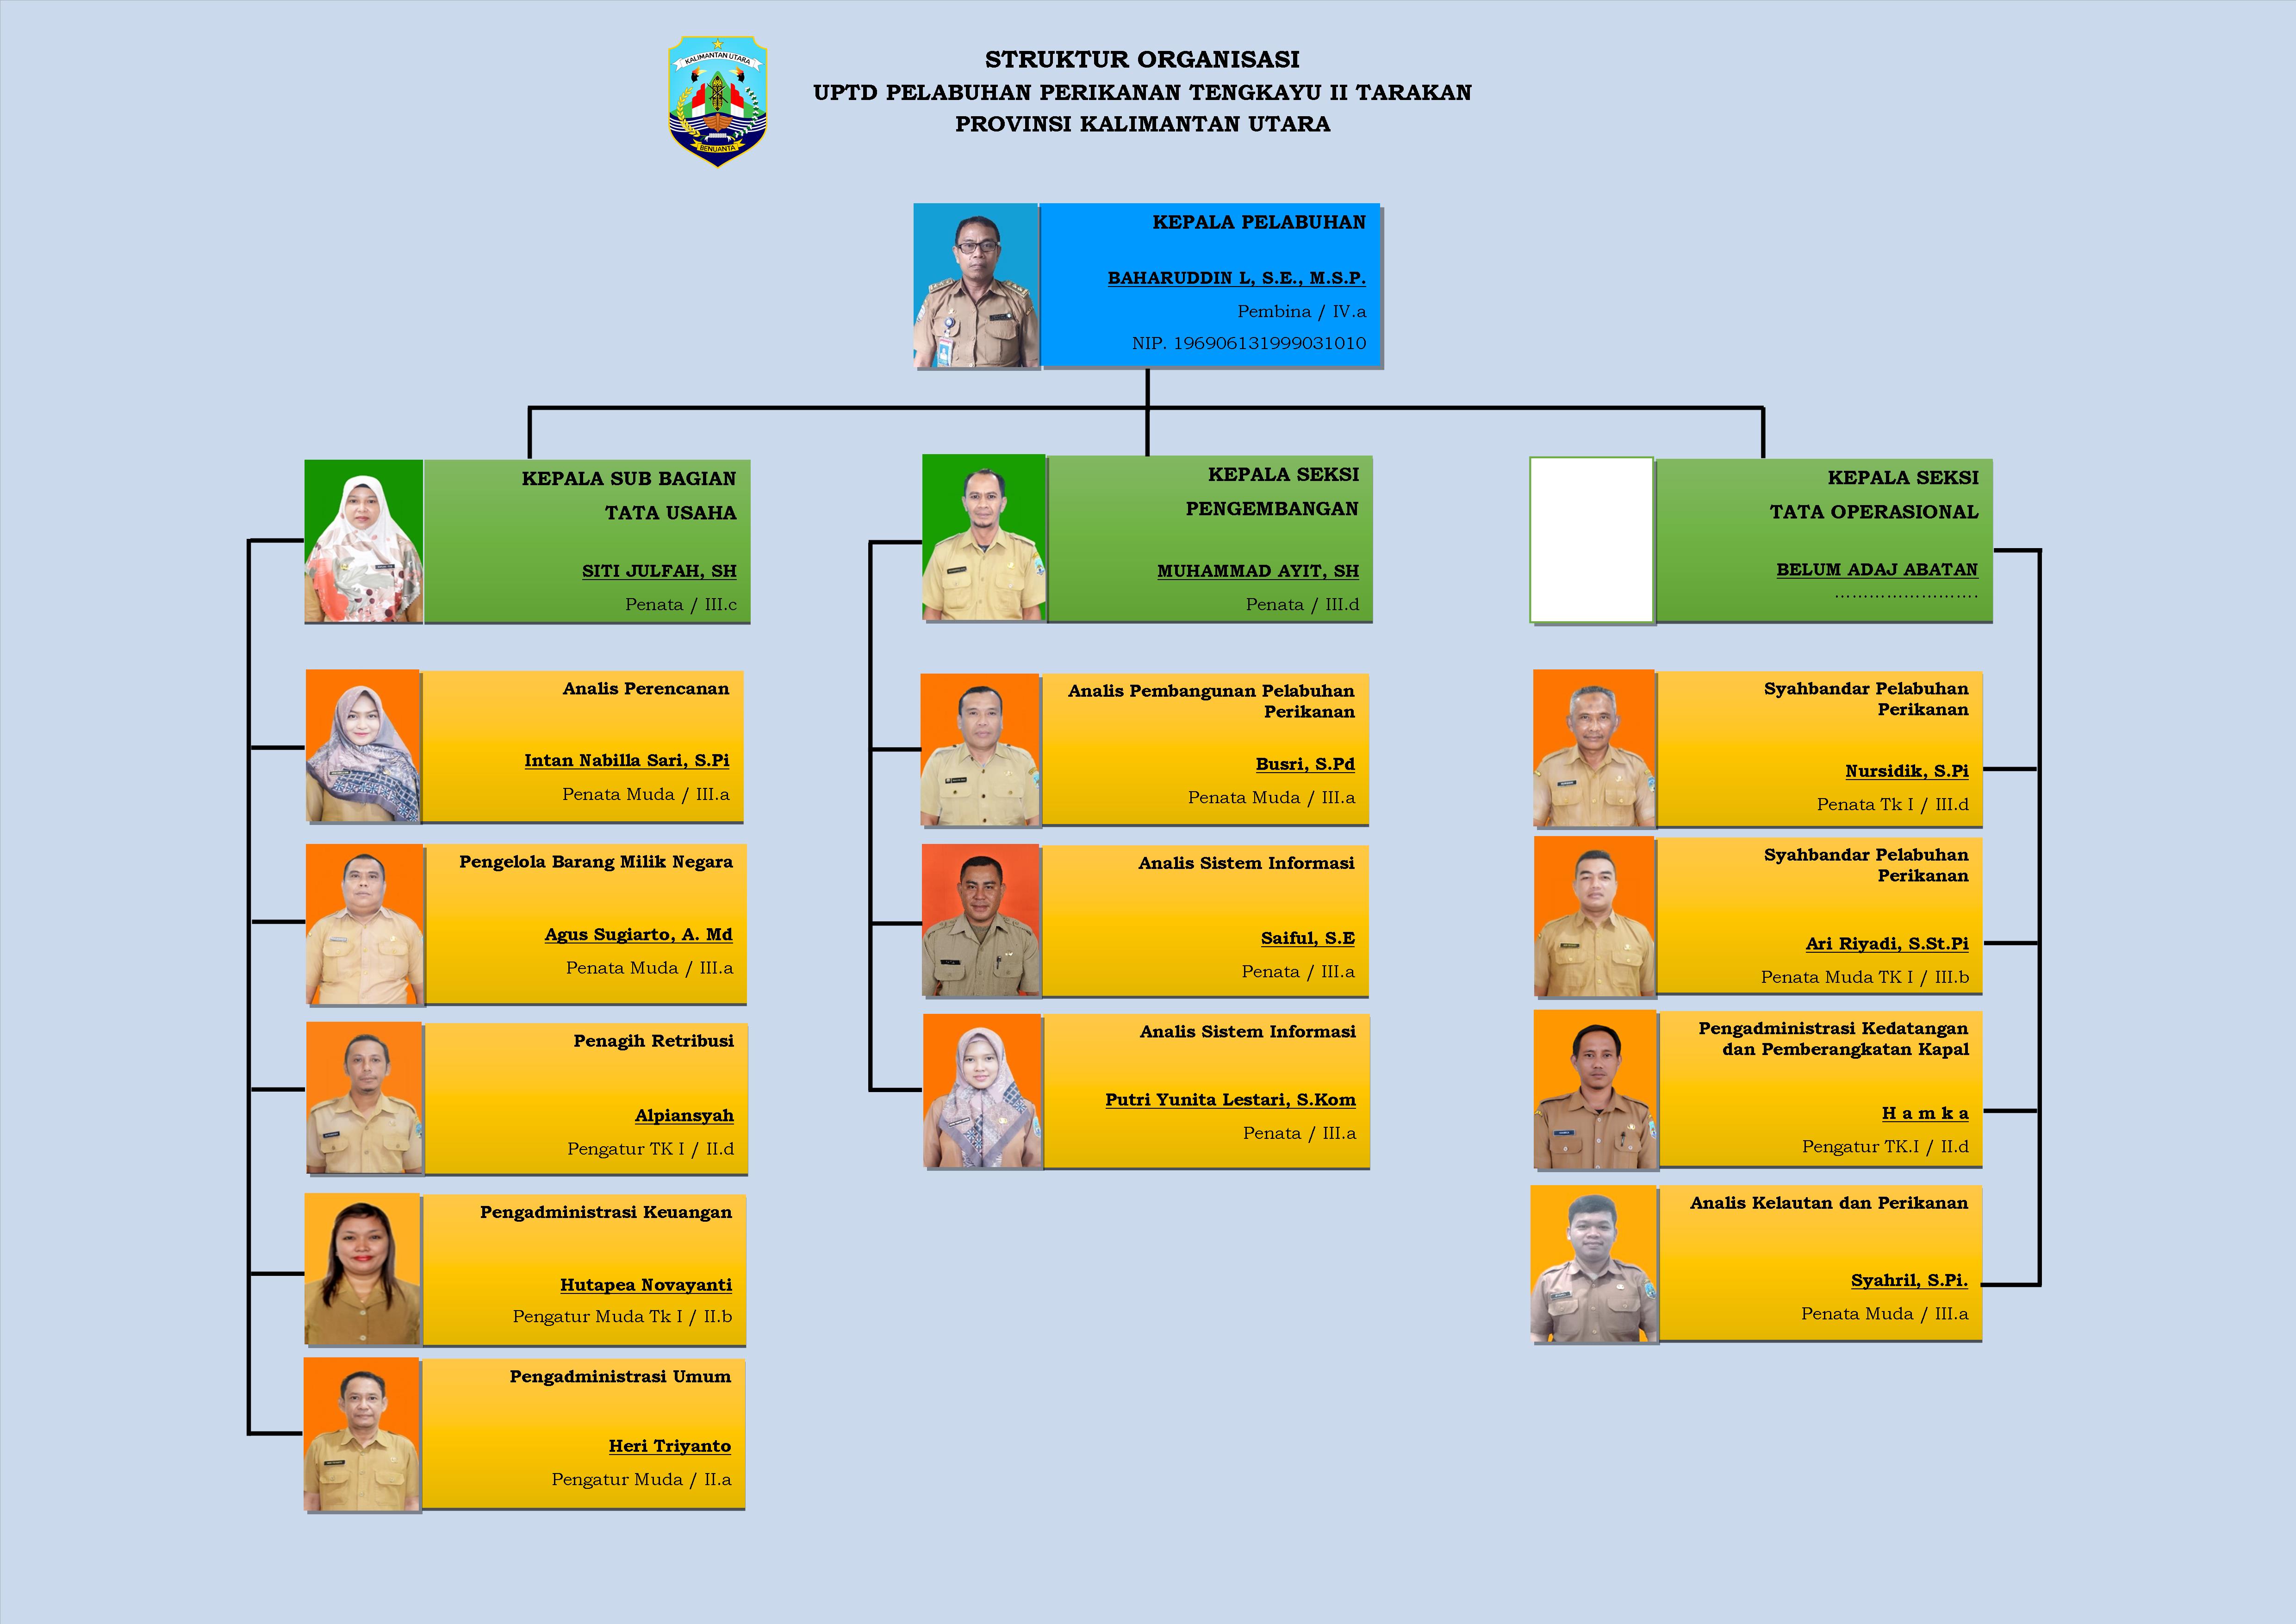 KALIMANTAN UTARA
BENUANTA
STRUKTUR ORGANISASI
UPTD PELABUHAN PERIKANAN TENGKAYU II TARAKAN
PROVINSI KALIMANTAN UTARA
KEPALA PELABUHAN
BAHARUDDIN L, S.E., M.S.P.
Pembina / IV.a
NIP. 196906131999031010
KEPALA SUB BAGIAN
TATA USAHA
SITI JULFAH, SH
Penata / III.c
Analis Perencanan
Intan Nabilla Sari, S.Pi
Penata Muda / III.a
Pengelola Barang Milik Negara
Agus Sugiarto, A. Md
Penata Muda / III.a
Penagih Retribusi
Alpiansyah
Pengatur TK I / II.d
Pengadministrasi Keuangan
Hutapea Novayanti
Pengatur Muda Tk I / II.b
Pengadministrasi Umum
Heri Triyanto
Pengatur Muda / II.a
KEPALA SEKSI
PENGEMBANGAN
MUHAMMAD AYIT, SH
Penata / III.d
Analis Pembangunan Pelabuhan
Perikanan
Busri, S.Pd
Penata Muda / III.a
Analis Sistem Informasi
Saiful, S.E
Penata / III.a
Analis Sistem Informasi
Putri Yunita Lestari, S.Kom
Penata / III.a
KEPALA SEKSI
TATA OPERASIONAL
BELUM ADAJ ABATAN
.........................
Syahbandar Pelabuhan
Perikanan
Nursidik, S.Pi
Penata Tk I / III.d
Syahbandar Pelabuhan
Perikanan
Ari Riyadi, S.St.Pi
Penata Muda TK I / III.b
Pengadministrasi Kedatangan
dan Pemberangkatan Kapal
H a m k a
Pengatur TK.I / II.d
Analis Kelautan dan Perikanan
Syahril, S.Pi.
Penata Muda / III.a